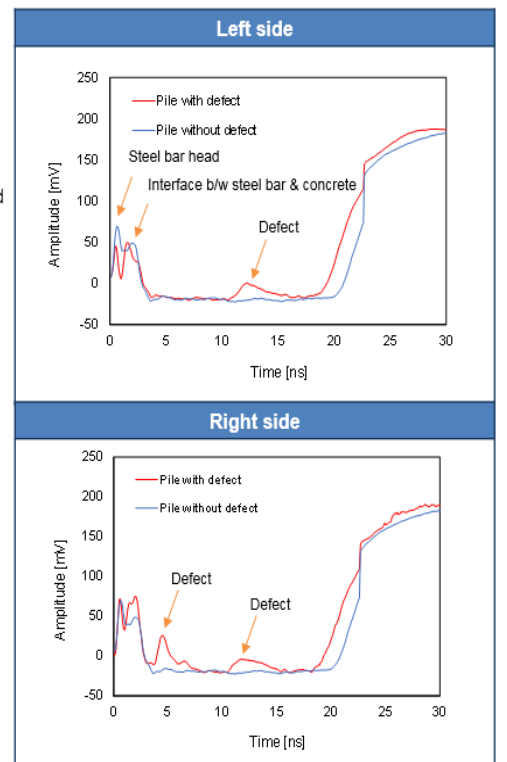 Left side
250
200
150
100
50
0
-50
Amplitude [mV]
Pile with defect
Pile without defect
Steel bar head
Interface b/w steel bar & concrete
Defect
0 5 10 15 20 25 30
Time [ns]
Right side
250
200
150
100
50
0
-50
Amplitude [mV]
Pile with defect
Pile without defect
Defect
Defect
0 5 10 15 20 25 30
Time [ns]